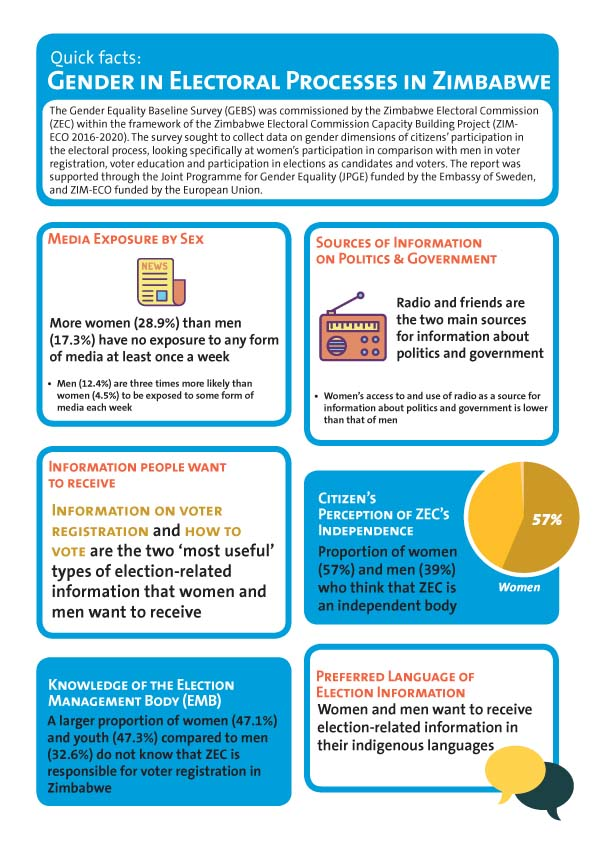 Quick facts:
Gender in Electoral Processes in Zimbabwe
The Gender Equality Baseline Survey (GEBS) was commissioned by the Zimbabwe Electoral Commission
(ZEC) within the framework of the Zimbabwe Electoral Commission Capacity Building Project (ZIM-
ECO 2016-2020). The survey sought to collect data on gender dimensions of citizens’ participation in
the electoral process, looking specifically at women’s participation in comparison with men in voter
registration, voter education and participation in elections as candidates and voters. The report was
supported through the Joint Programme for Gender Equality (JPGE) funded by the Embassy of Sweden,
and ZIM-ECO funded by the European Union.
Media Exposure by Sex
NEWS
More women (28.9%) than men
(17.3%) have no exposure to any form
of media at least once a week
• Men (12.4%) are three times more likely than
women (4.5%) to be exposed to some form of
media each week
Sources of Information
on Politics & Government
Radio and friends are
the two main sources
for information about
politics and government
• Women’s access to and use of radio as a source for
information about politics and government is lower
than that of men
Information people want
to receive
Information on voter
registration and how to
vote are the two ‘most useful’
types of election-related
information that women and
men want to receive
Citizen’s
Perception of ZEC’s
Independence
Proportion of women
(57%) and men (39%)
who think that ZEC is
an independent body
57%
Women
Knowledge of the Election
Management Body (EMB)
A larger proportion of women (47.1%)
and youth (47.3%) compared to men
(32.6%) do not know that ZEC is
responsible for voter registration in
Zimbabwe
Preferred Language of
Election Information
Women and men want to receive
election-related information in
their indigenous languages